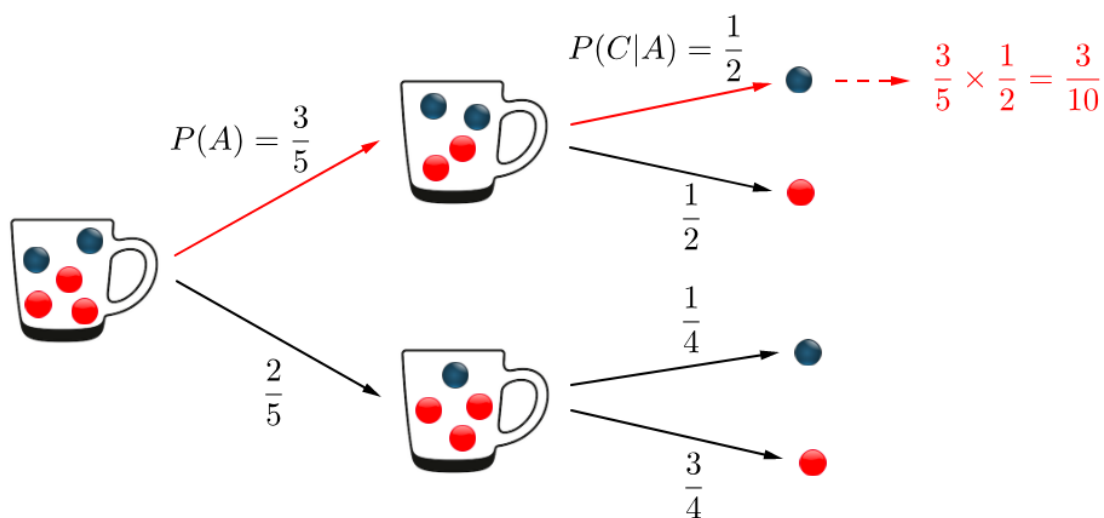 P(C|A) = 1/2
3/5 × 1/2 = 3/10
P(A) = 3/5
1/2
1/4
2/5
3/4